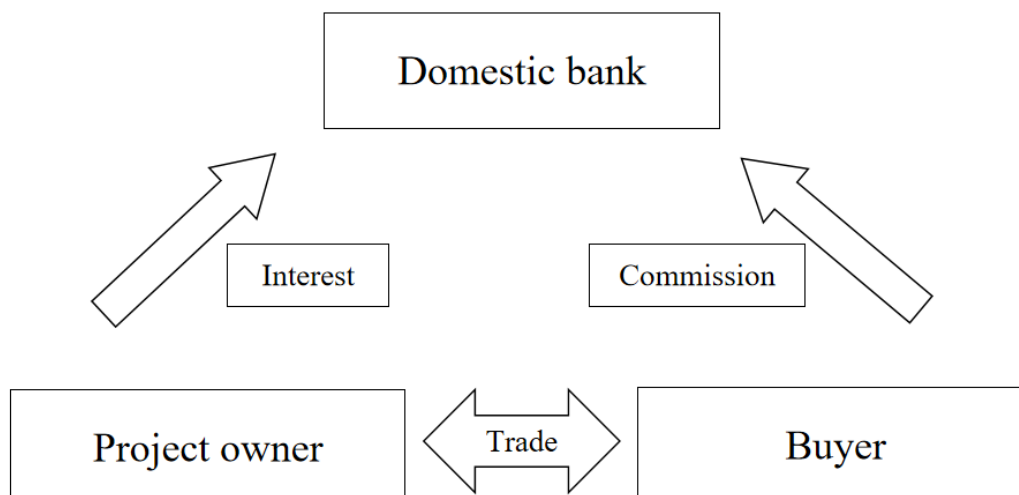 Domestic bank
Interest
Commission
Project owner
Trade
Buyer